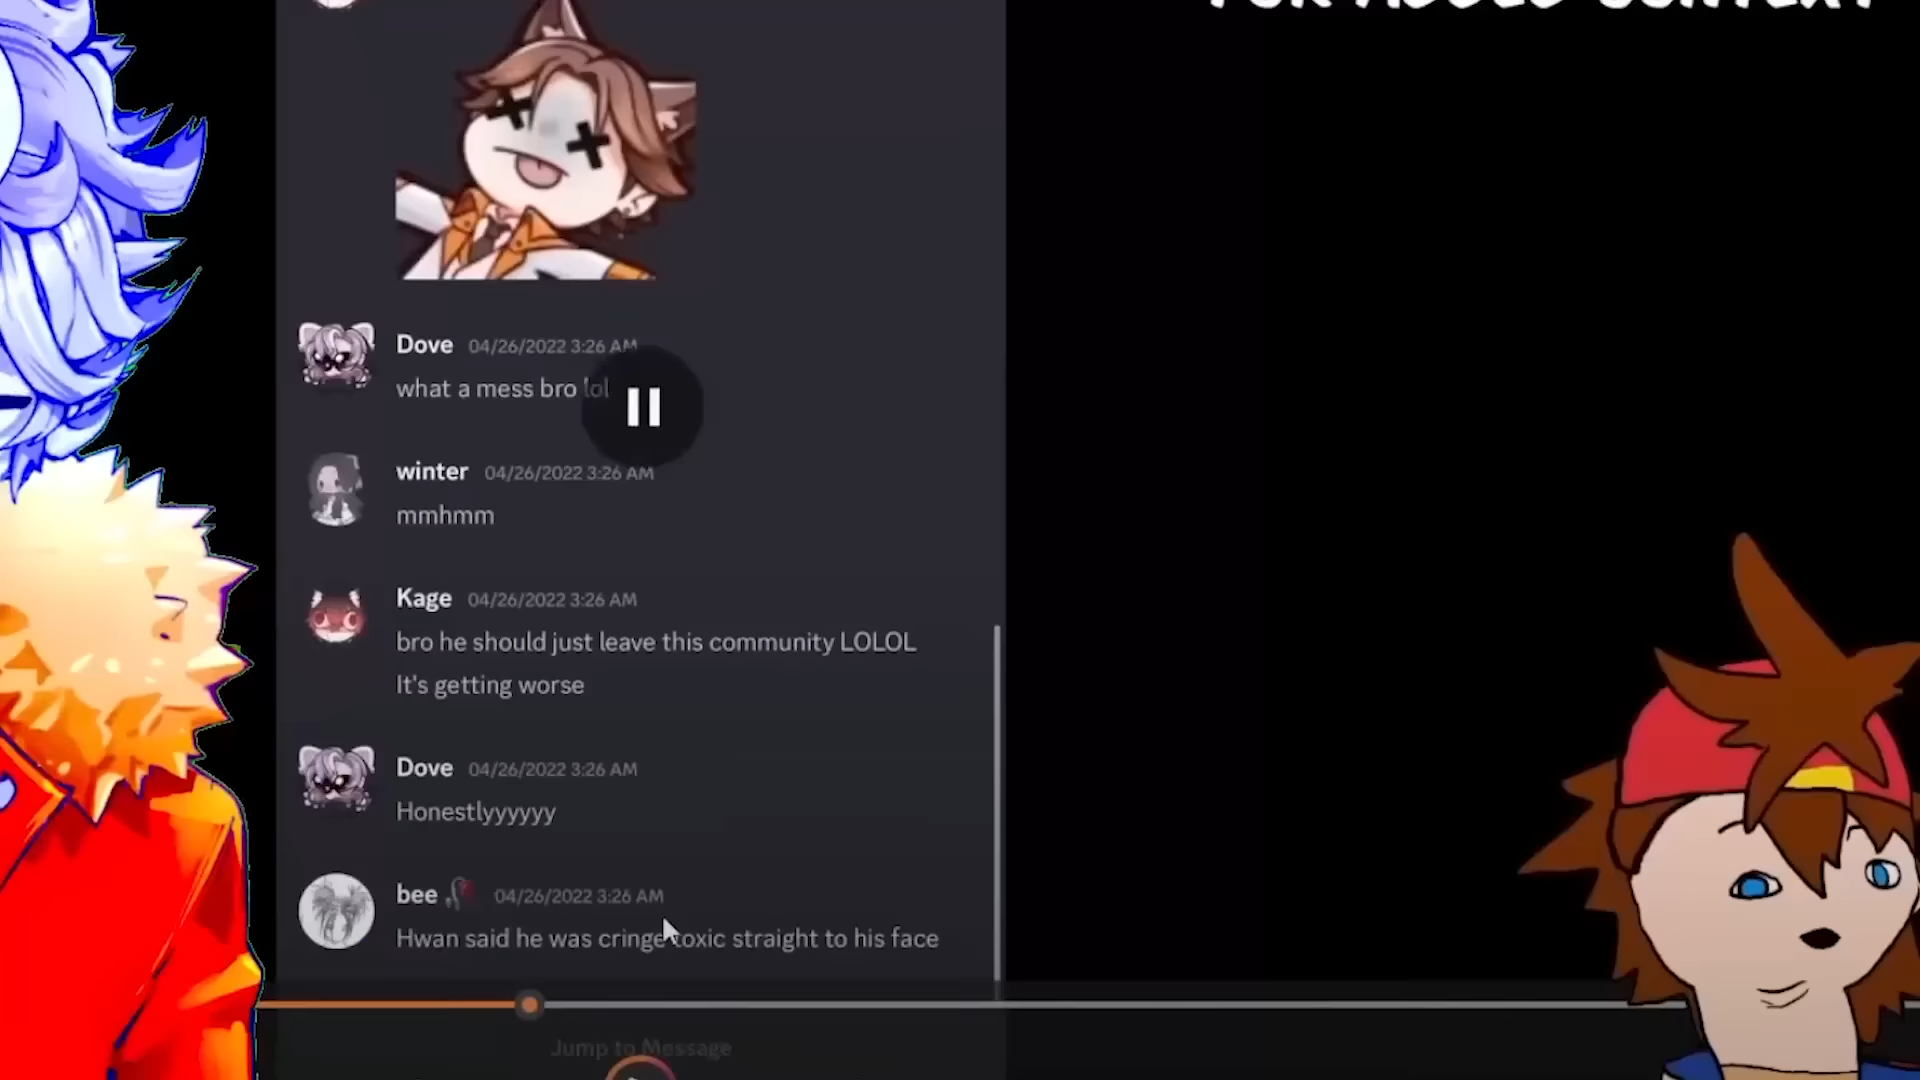 FOR ADDED CONTEXT
Dove 04/26/2022 3:26 AM
what a mess bro lol
winter 04/26/2022 3:26 AM
mmhmm
Kage 04/26/2022 3:26 AM
bro he should just leave this community LOLOL
It's getting worse
Dove 04/26/2022 3:26 AM
Honestlyyyyyy
bee 04/26/2022 3:26 AM
Hwan said he was cringe toxic straight to his face
Jump to Message